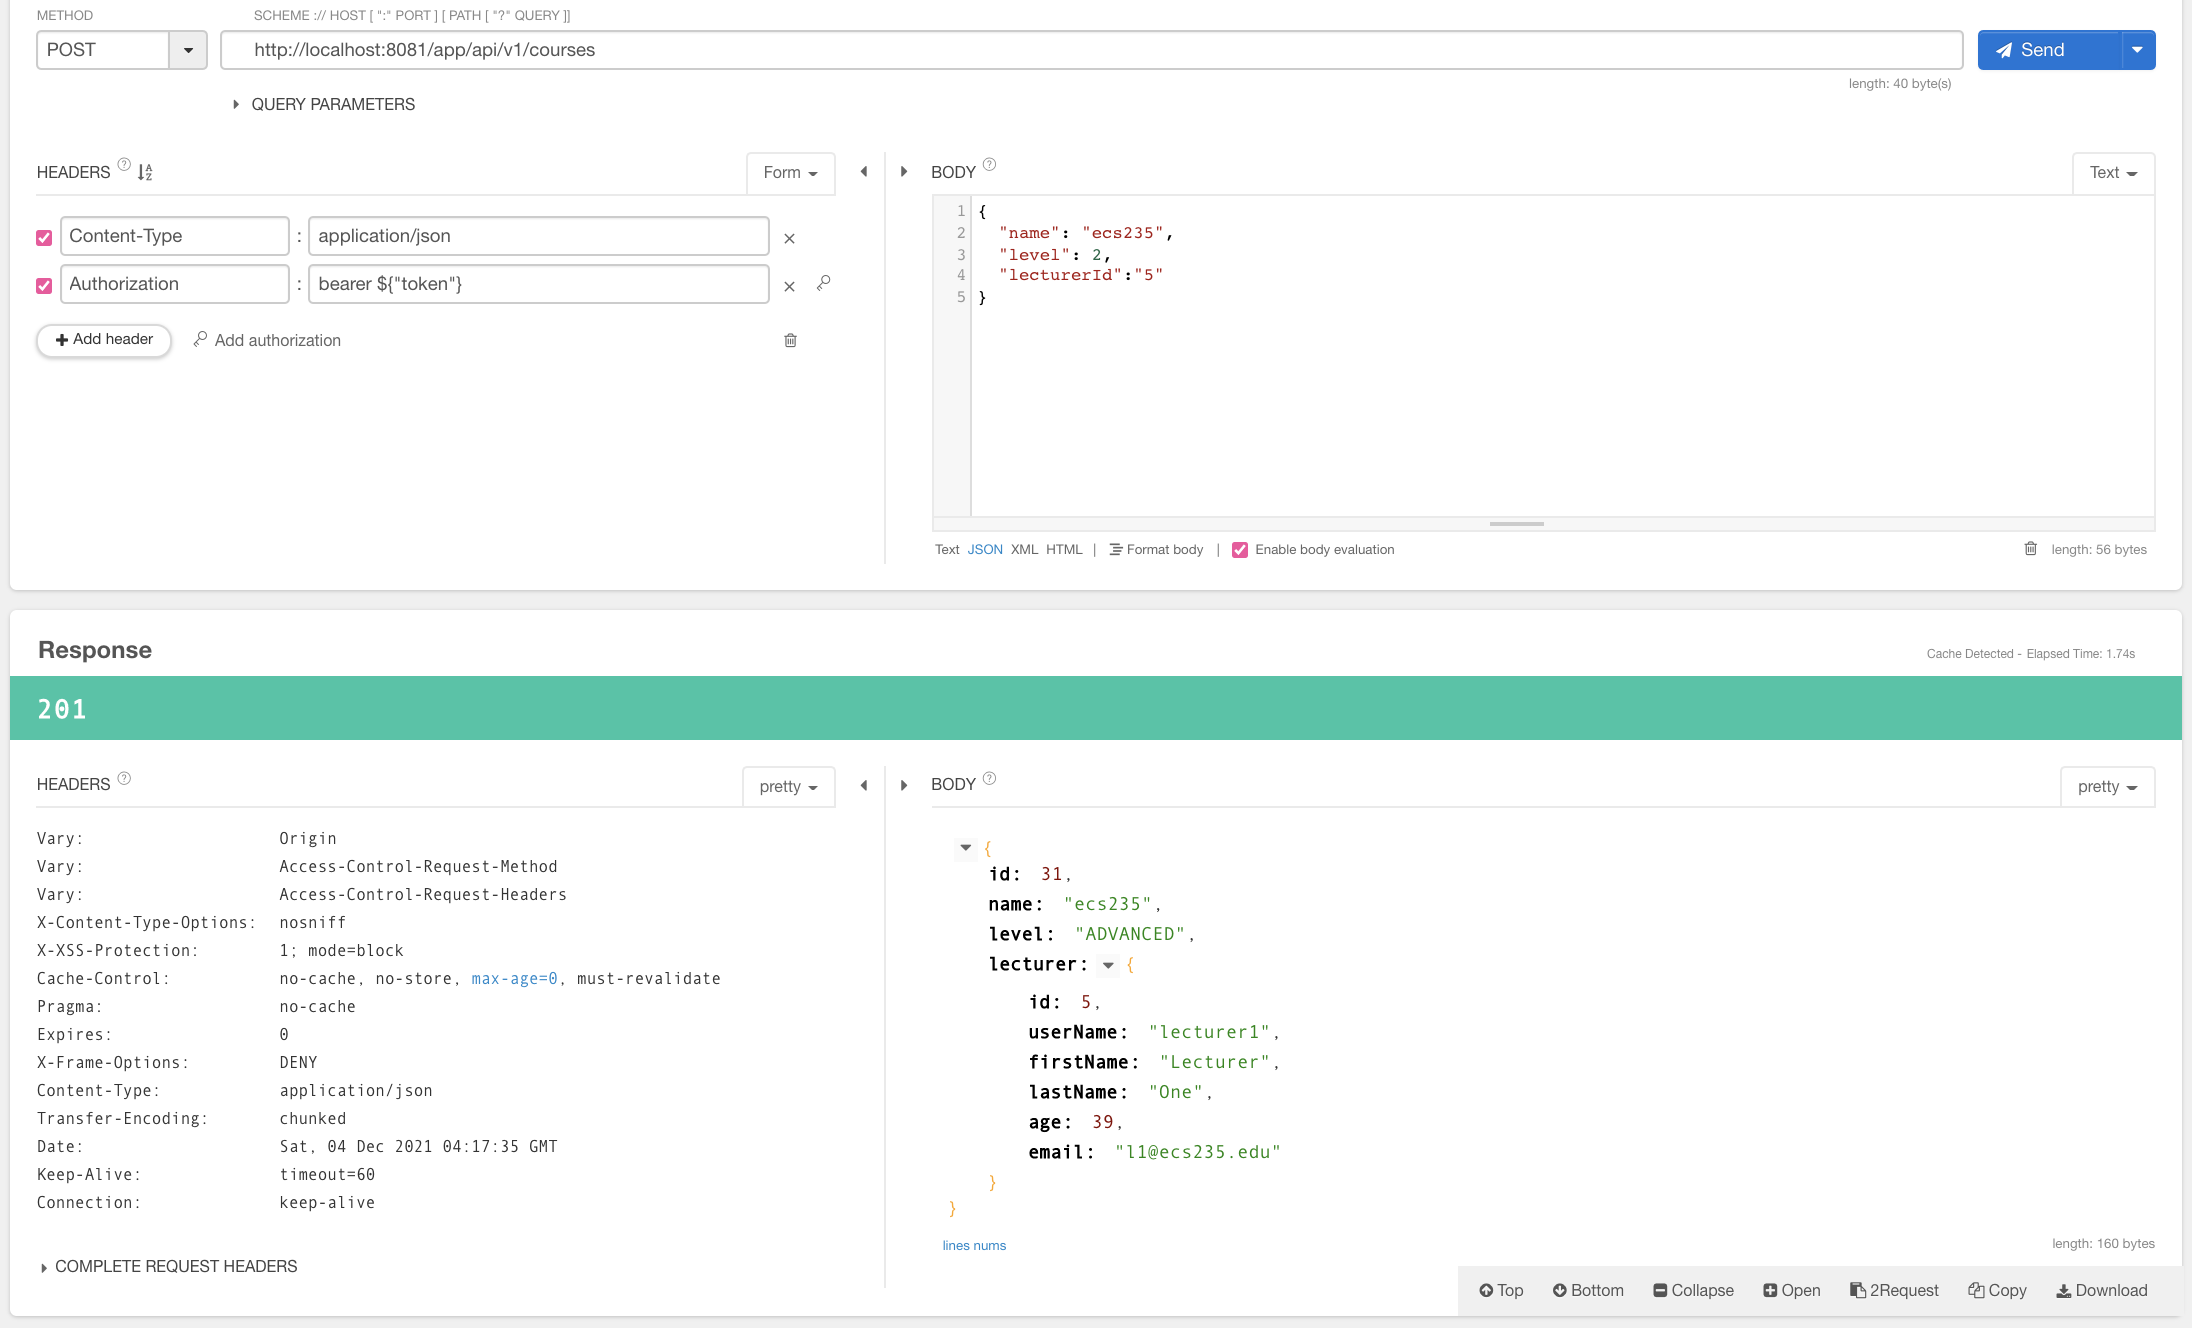 METHOD
SCHEME :// HOST [ ":" PORT ] [ PATH [ "?" QUERY ]]
POST
http://localhost:8081/app/api/v1/courses
Send
length: 40 byte(s)
QUERY PARAMETERS
HEADERS ? Form
Content-Type : application/json
Authorization : bearer ${"token"}
Add header Add authorization
BODY ? Text
1 {
2 "name": "ecs235",
3 "level": 2,
4 "lecturerId":"5"
5 }
Text JSON XML HTML | Format body | Enable body evaluation length: 56 bytes
Response
Cache Detected - Elapsed Time: 1.74s
201
HEADERS ? pretty
Vary: Origin
Vary: Access-Control-Request-Method
Vary: Access-Control-Request-Headers
X-Content-Type-Options: nosniff
X-XSS-Protection: 1; mode=block
Cache-Control: no-cache, no-store, max-age=0, must-revalidate
Pragma: no-cache
Expires: 0
X-Frame-Options: DENY
Content-Type: application/json
Transfer-Encoding: chunked
Date: Sat, 04 Dec 2021 04:17:35 GMT
Keep-Alive: timeout=60
Connection: keep-alive
COMPLETE REQUEST HEADERS
BODY ? pretty
{
id: 31,
name: "ecs235",
level: "ADVANCED",
lecturer: {
id: 5,
userName: "lecturer1",
firstName: "Lecturer",
lastName: "One",
age: 39,
email: "l1@ecs235.edu"
}
}
lines nums
length: 160 bytes
Top Bottom Collapse Open 2Request Copy Download